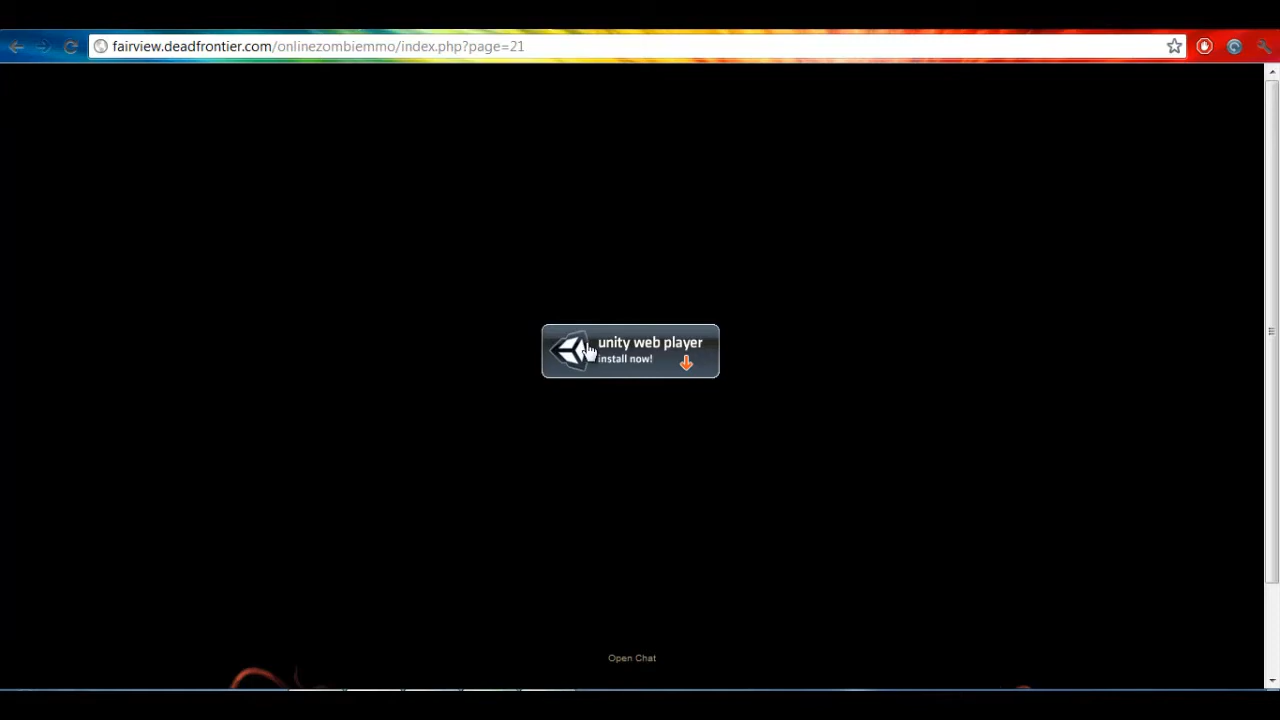 fairview.deadfrontier.com/onlinezombiemmo/index.php?page=21
unity web player
install now!
Open Chat